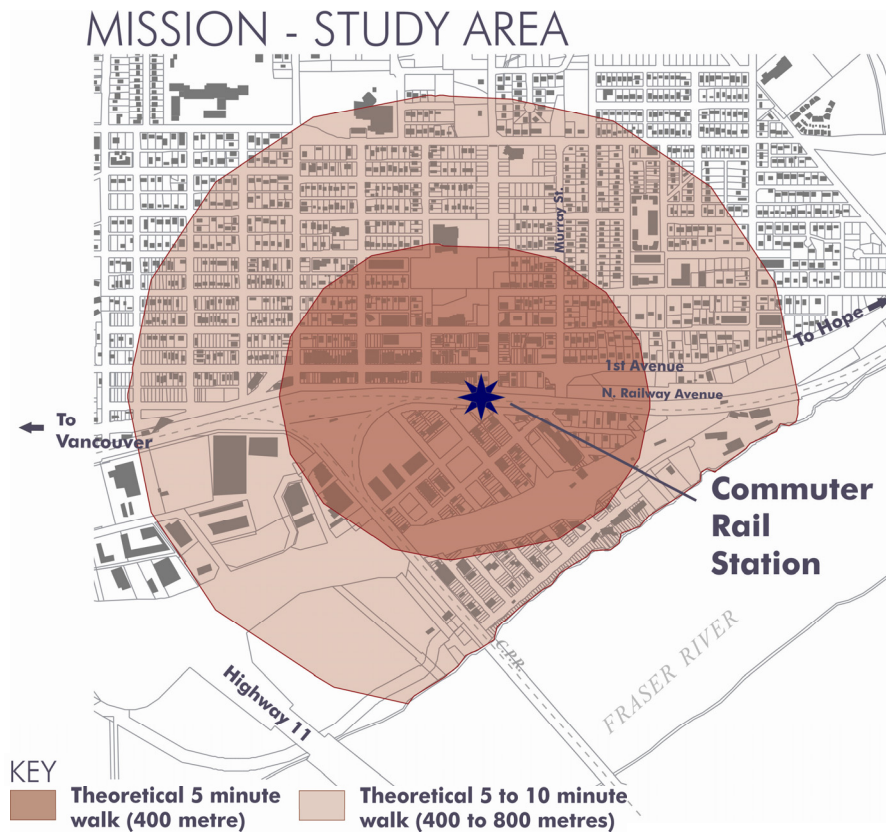 MISSION - STUDY AREA
Murray St.
To Hope
1st Avenue
N. Railway Avenue
To
Vancouver
Commuter
Rail
Station
C.P.R.
FRASER RIVER
Highway 11
KEY
Theoretical 5 minute
walk (400 metre)
Theoretical 5 to 10 minute
walk (400 to 800 metres)